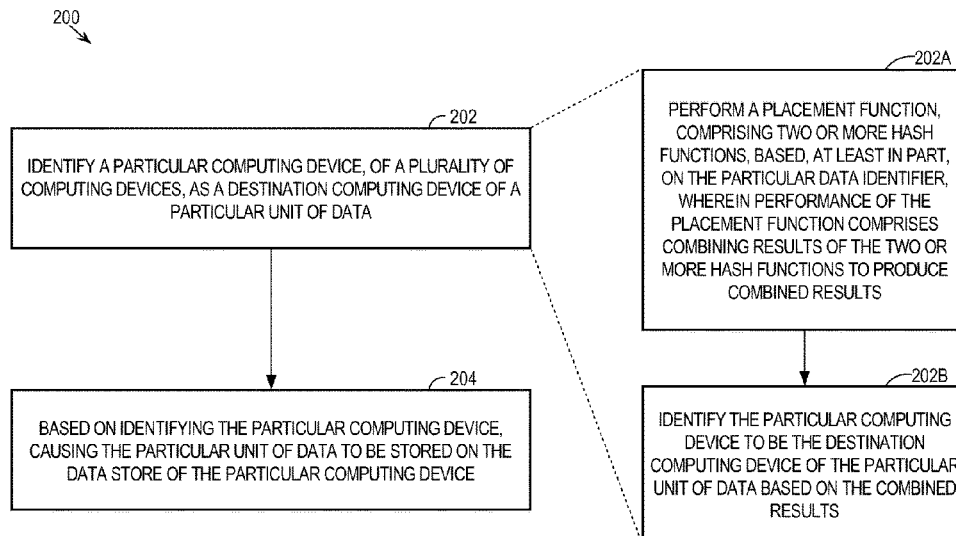 200
202
IDENTIFY A PARTICULAR COMPUTING DEVICE, OF A PLURALITY OF
COMPUTING DEVICES, AS A DESTINATION COMPUTING DEVICE OF A
PARTICULAR UNIT OF DATA
204
BASED ON IDENTIFYING THE PARTICULAR COMPUTING DEVICE,
CAUSING THE PARTICULAR UNIT OF DATA TO BE STORED ON THE
DATA STORE OF THE PARTICULAR COMPUTING DEVICE
202A
PERFORM A PLACEMENT FUNCTION,
COMPRISING TWO OR MORE HASH
FUNCTIONS, BASED, AT LEAST IN PART,
ON THE PARTICULAR DATA IDENTIFIER,
WHEREIN PERFORMANCE OF THE
PLACEMENT FUNCTION COMPRISES
COMBINING RESULTS OF THE TWO OR
MORE HASH FUNCTIONS TO PRODUCE
COMBINED RESULTS
202B
IDENTIFY THE PARTICULAR COMPUTING
DEVICE TO BE THE DESTINATION
COMPUTING DEVICE OF THE PARTICULAR
UNIT OF DATA BASED ON THE COMBINED
RESULTS